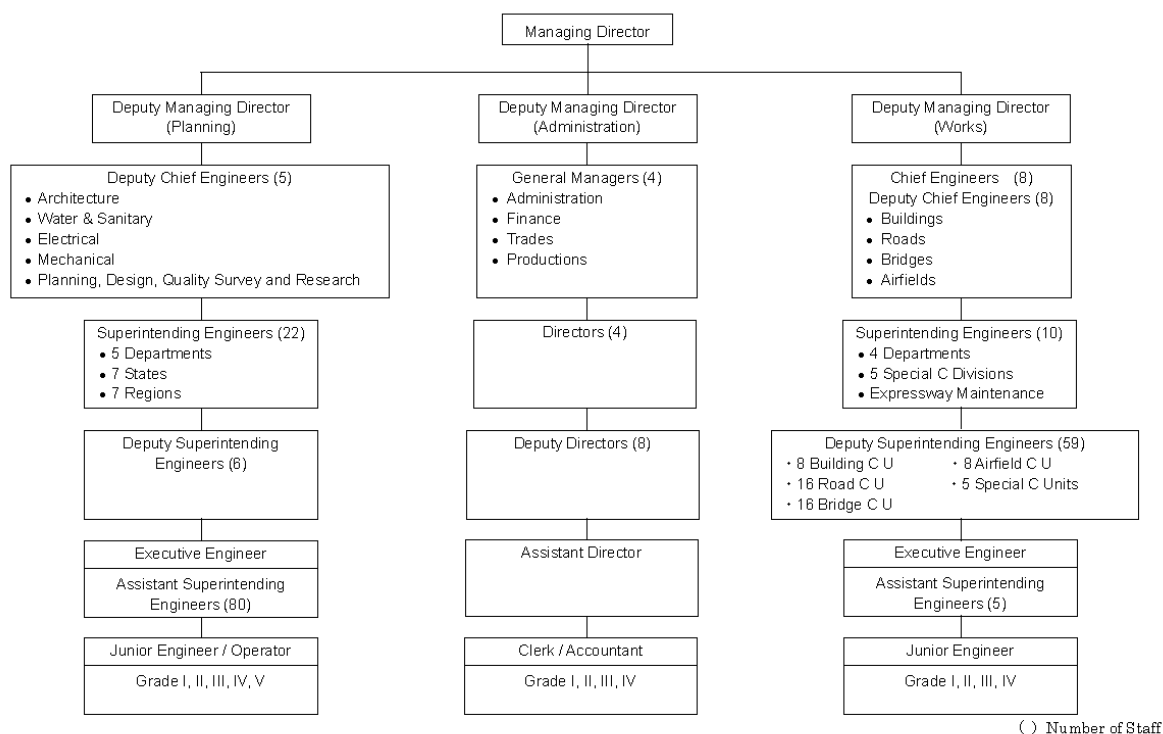 Managing Director
Deputy Managing Director
(Planning)
Deputy Managing Director
(Administration)
Deputy Managing Director
(Works)
Deputy Chief Engineers (5)
• Architecture
• Water & Sanitary
• Electrical
• Mechanical
• Planning, Design, Quality Survey and Research
General Managers (4)
• Administration
• Finance
• Trades
• Productions
Chief Engineers (8)
Deputy Chief Engineers (8)
• Buildings
• Roads
• Bridges
• Airfields
Superintending Engineers (22)
• 5 Departments
• 7 States
• 7 Regions
Directors (4)
Superintending Engineers (10)
• 4 Departments
• 5 Special C Divisions
• Expressway Maintenance
Deputy Superintending
Engineers (6)
Deputy Directors (8)
Deputy Superintending Engineers (59)
・8 Building C U
・16 Road C U
・16 Bridge C U
・8 Airfield C U
・5 Special C Units
Executive Engineer
Assistant Superintending
Engineers (80)
Assistant Director
Executive Engineer
Assistant Superintending
Engineers (5)
Junior Engineer / Operator
Grade I, II, III, IV, V
Clerk / Accountant
Grade I, II, III, IV
Junior Engineer
Grade I, II, III, IV
( ) Number of Staff